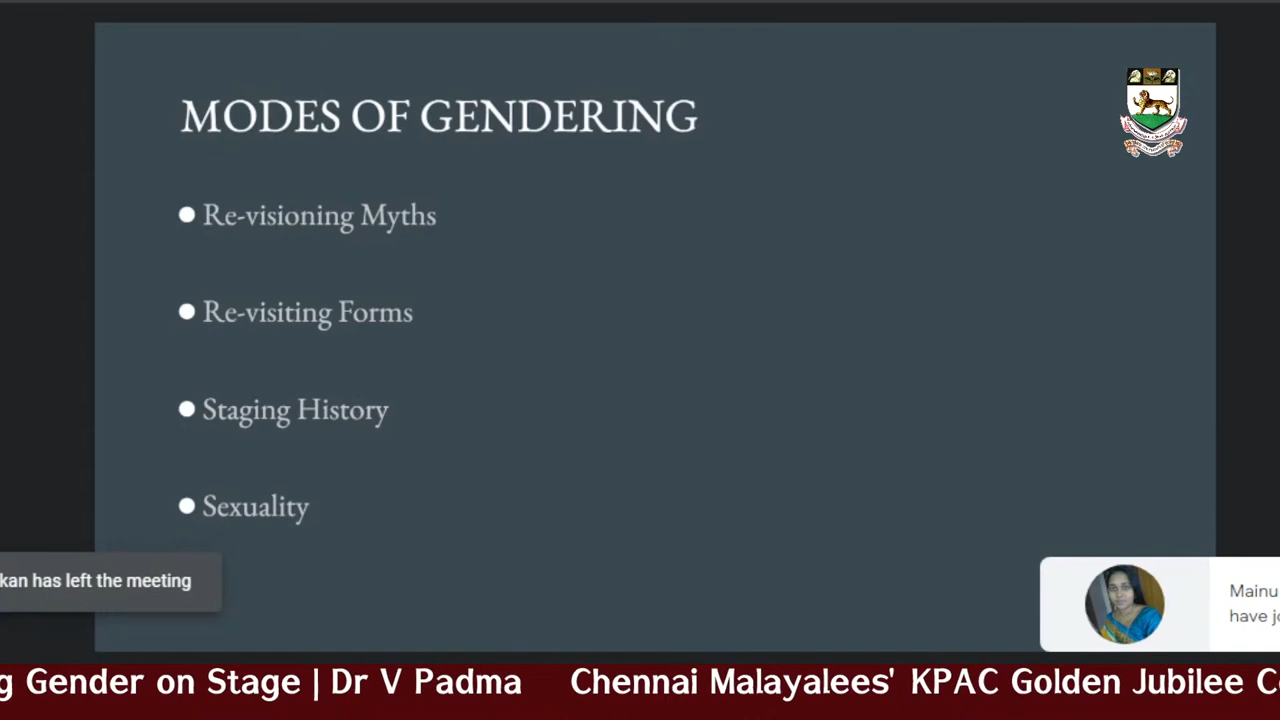 MODES OF GENDERING
Re-visioning Myths
Re-visiting Forms
Staging History
Sexuality
kan has left the meeting
Mainu
have jo
g Gender on Stage | Dr V Padma Chennai Malayalees' KPAC Golden Jubilee C